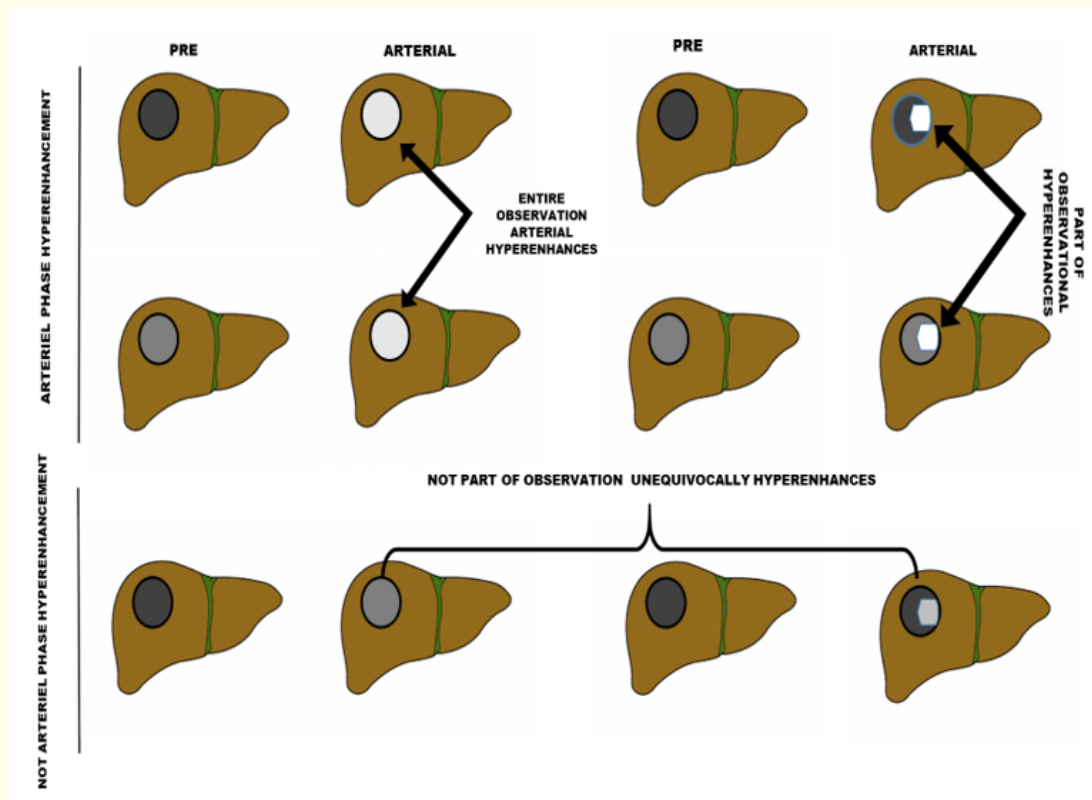 PRE
ARTERIAL
PRE
ARTERIAL
ARTERIEL PHASE HYPERENHANCEMENT
ENTIRE
OBSERVATION
ARTERIAL
HYPERENHANCES
PART OF
OBSERVATIONAL
HYPERENHANCES
NOT PART OF OBSERVATION UNEQUIVOCALLY HYPERENHANCES
NOT ARTERIEL PHASE HYPERENHANCEMENT